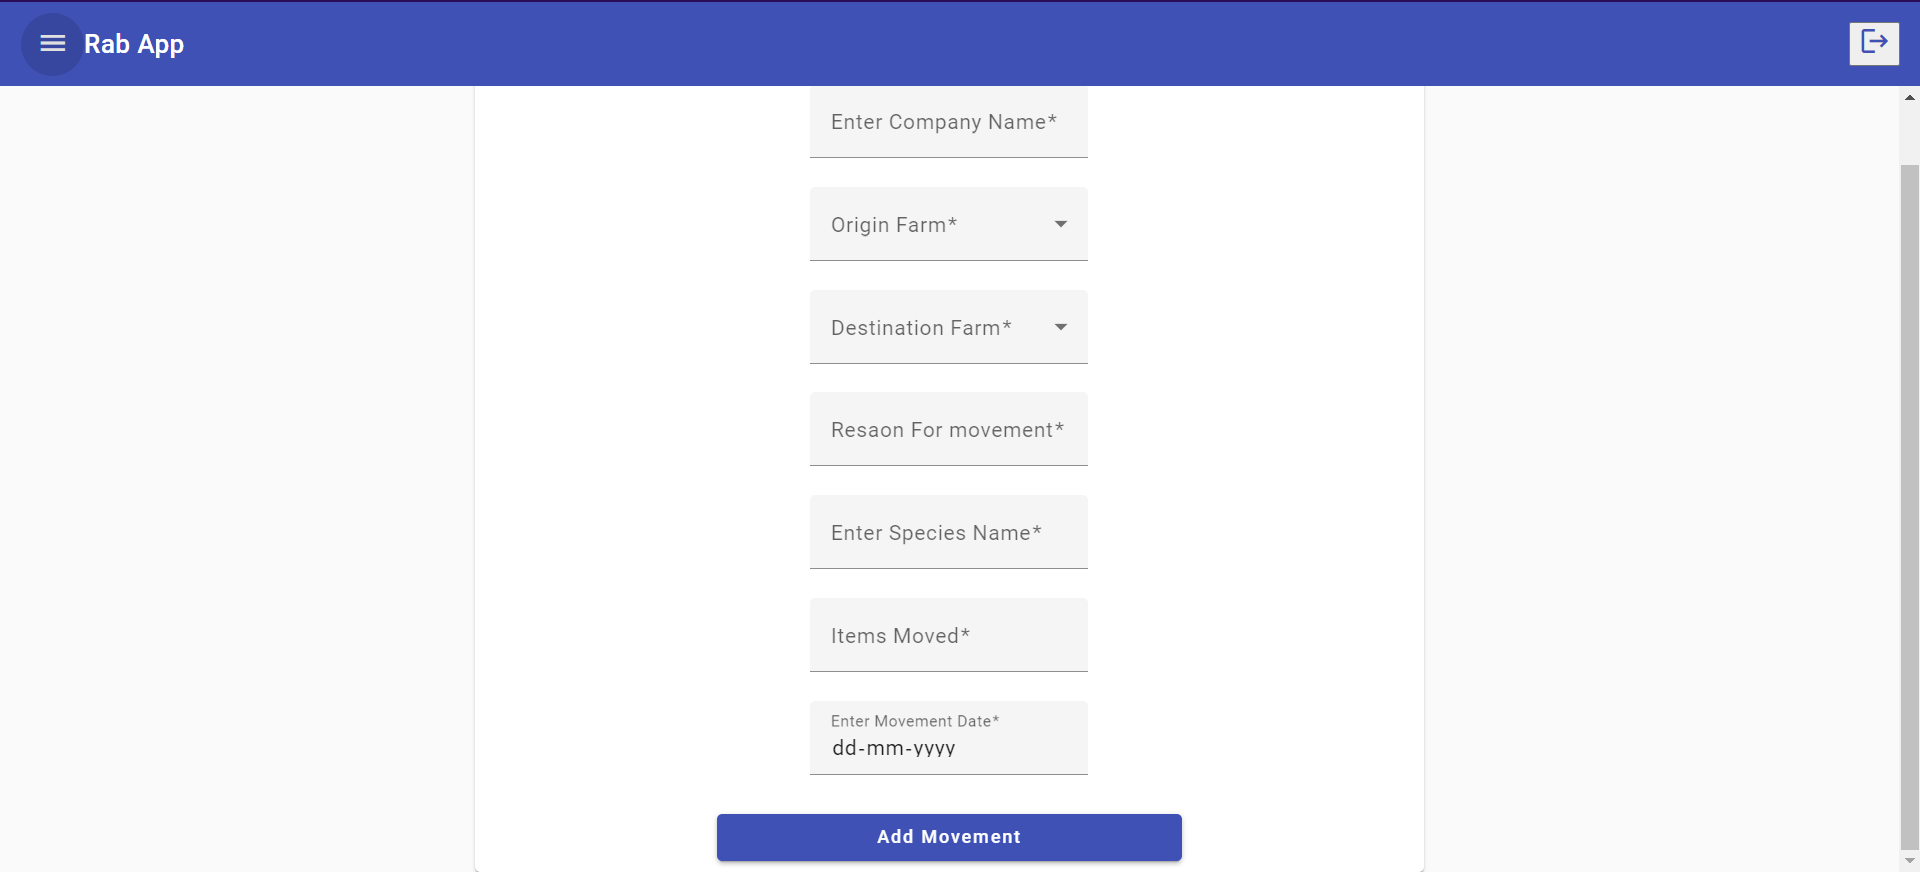 Rab App
Enter Company Name*
Origin Farm*
Destination Farm*
Resaon For movement*
Enter Species Name*
Items Moved*
Enter Movement Date*
dd-mm-yyyy
Add Movement